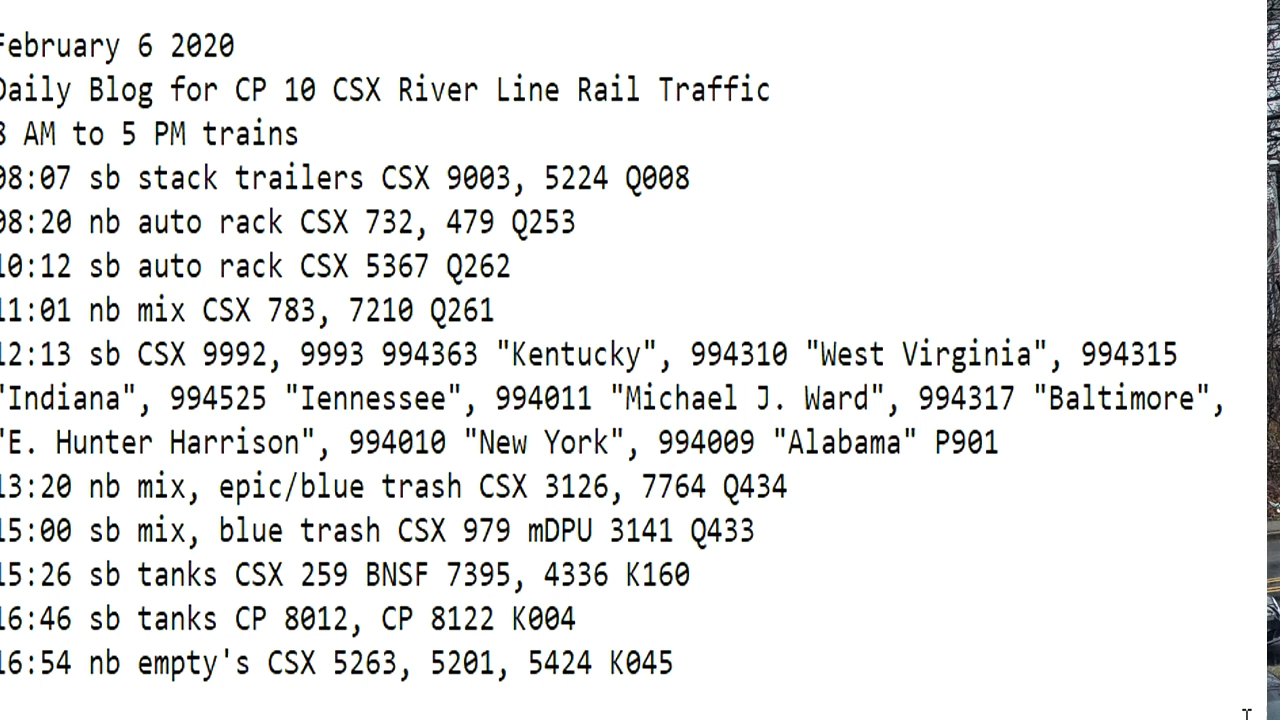 February 6 2020
Daily Blog for CP 10 CSX River Line Rail Traffic
8 AM to 5 PM trains
08:07 sb stack trailers CSX 9003, 5224 Q008
08:20 nb auto rack CSX 732, 479 Q253
10:12 sb auto rack CSX 5367 Q262
11:01 nb mix CSX 783, 7210 Q261
12:13 sb CSX 9992, 9993 994363 "Kentucky", 994310 "West Virginia", 994315
"Indiana", 994525 "Iennessee", 994011 "Michael J. Ward", 994317 "Baltimore",
"E. Hunter Harrison", 994010 "New York", 994009 "Alabama" P901
13:20 nb mix, epic/blue trash CSX 3126, 7764 Q434
15:00 sb mix, blue trash CSX 979 mDPU 3141 Q433
15:26 sb tanks CSX 259 BNSF 7395, 4336 K160
16:46 sb tanks CP 8012, CP 8122 K004
16:54 nb empty's CSX 5263, 5201, 5424 K045